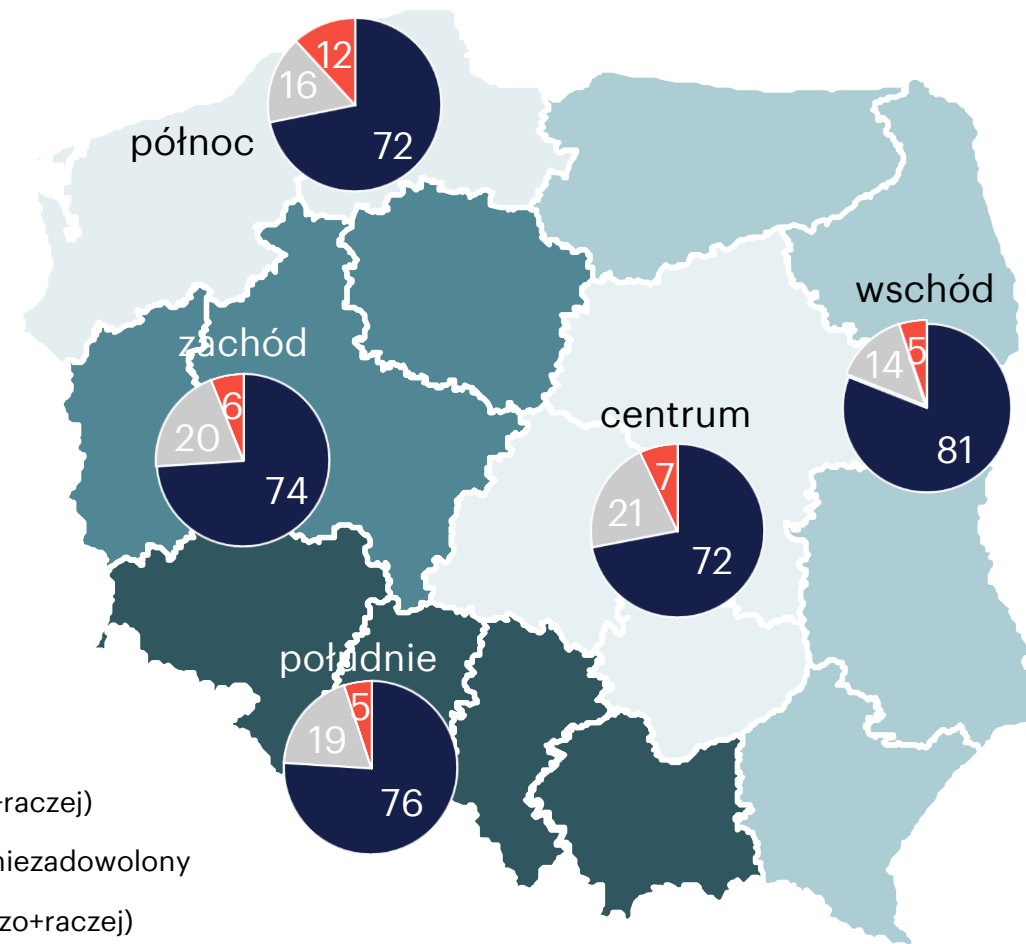 12
16
północ
72
wschód
5
14
81
zachód
6
20
74
centrum
7
21
72
południe
5
19
76
+raczej)
niezadowolony
zo+raczej)